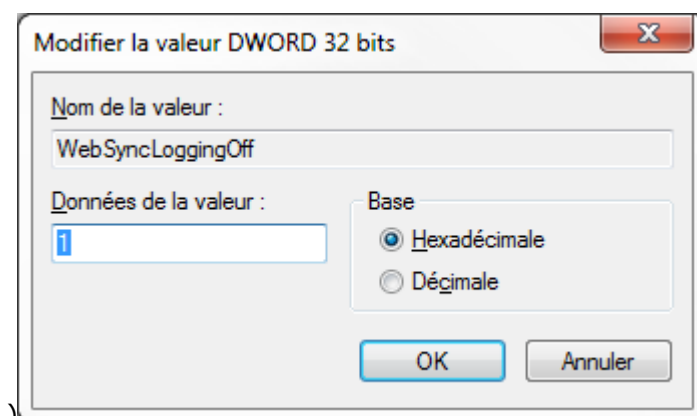 Modifier la valeur DWORD 32 bits
Nom de la valeur :
WebSyncLoggingOff
Données de la valeur :
1
Base
Hexadécimale
Décimale
OK
Annuler
)